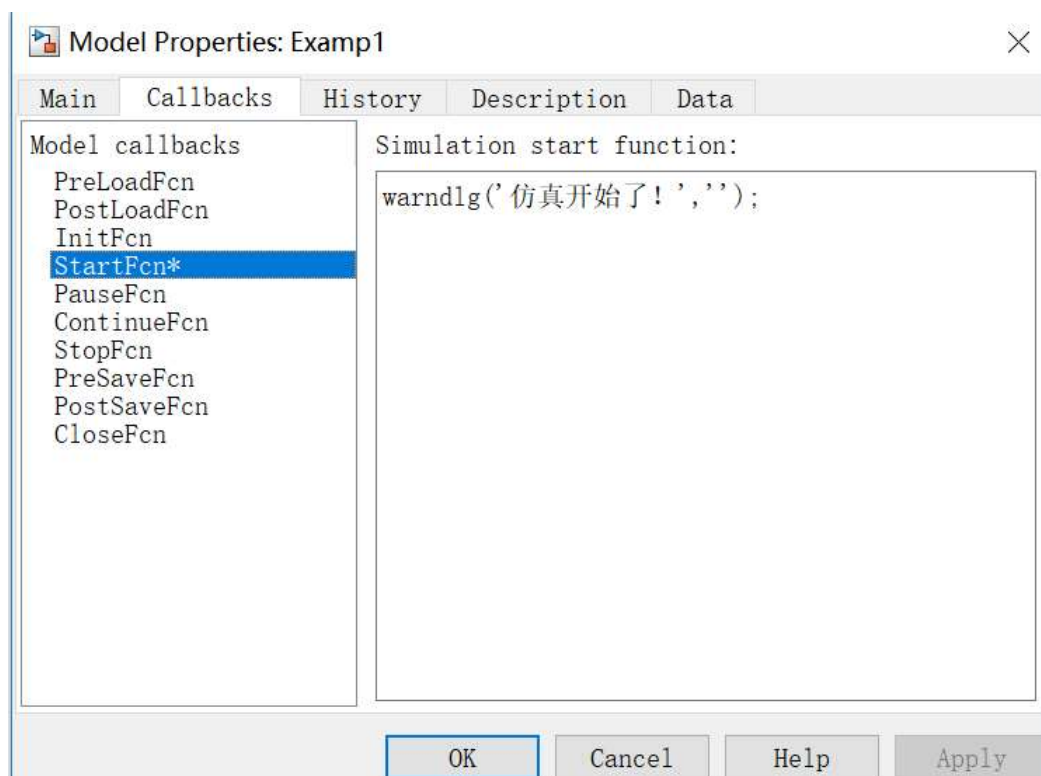 Model Properties: Examp1
Main Callbacks History Description Data
Model callbacks
PreLoadFcn
PostLoadFcn
InitFcn
StartFcn*
PauseFcn
ContinueFcn
StopFcn
PreSaveFcn
PostSaveFcn
CloseFcn
Simulation start function:
warndlg('仿真开始了!','');
OK Cancel Help Apply